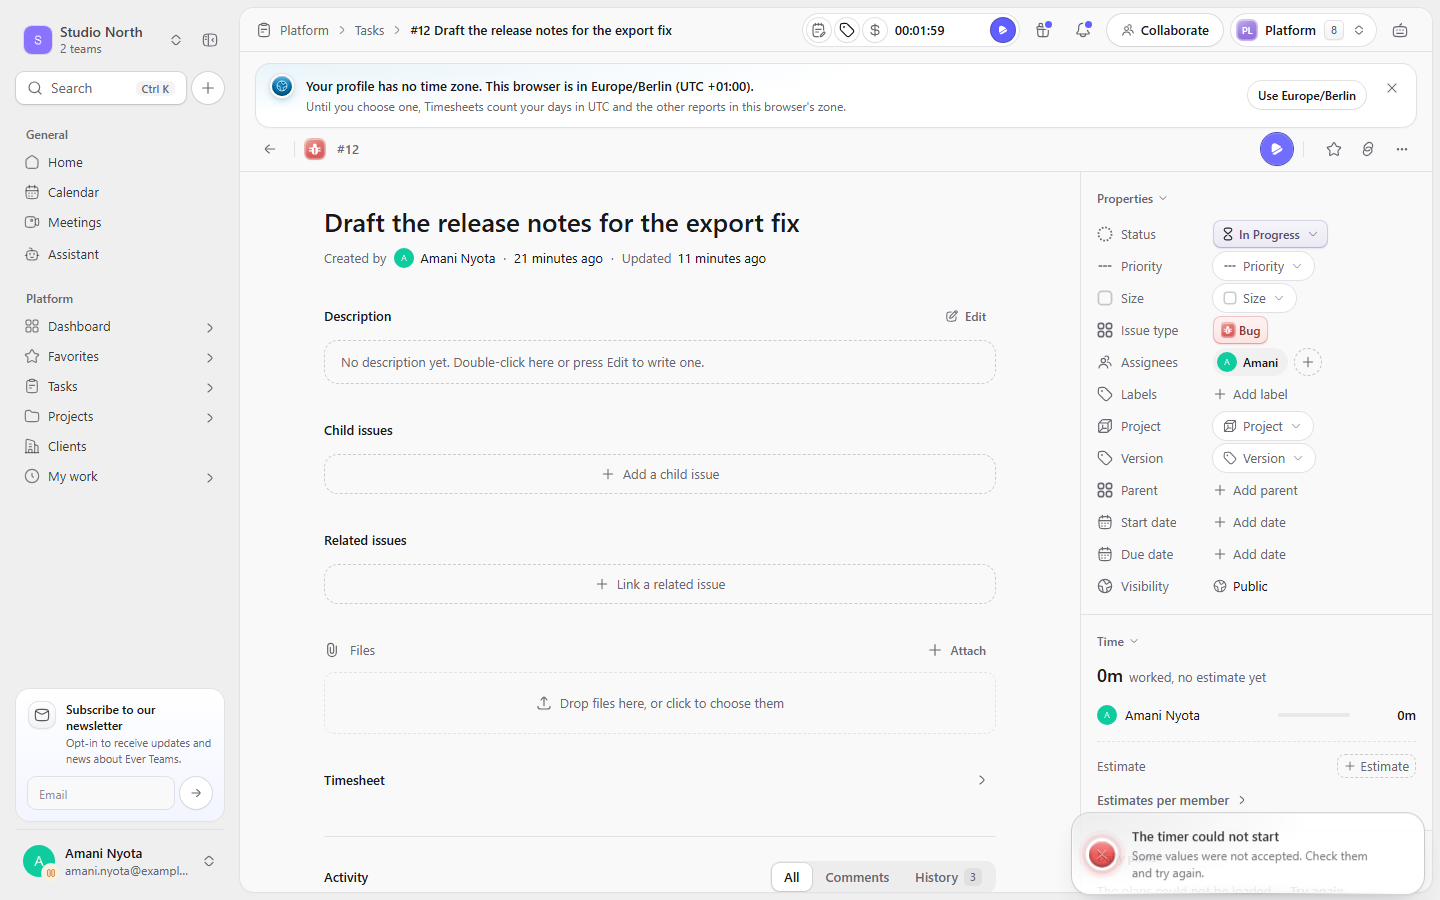 S
Studio North
2 teams
Search
Ctrl K
General
Home
Calendar
Meetings
Assistant
Platform
Dashboard
Favorites
Tasks
Projects
Clients
My work
Subscribe to our
newsletter
Opt-in to receive updates and
news about Ever Teams.
Email
A
Amani Nyota
amani.nyota@exampl...
Platform
Tasks
#12 Draft the release notes for the export fix
00:01:59
Collaborate
PL
Platform
8
Your profile has no time zone. This browser is in Europe/Berlin (UTC +01:00).
Until you choose one, Timesheets count your days in UTC and the other reports in this browser's zone.
Use Europe/Berlin
#12
Draft the release notes for the export fix
Created by A Amani Nyota · 21 minutes ago · Updated 11 minutes ago
Description
Edit
No description yet. Double-click here or press Edit to write one.
Child issues
Add a child issue
Related issues
Link a related issue
Files
Attach
Drop files here, or click to choose them
Timesheet
Activity
All
Comments
History 3
Properties
Status
In Progress
Priority
Priority
Size
Size
Issue type
Bug
Assignees
A Amani
Labels
Add label
Project
Project
Version
Version
Parent
Add parent
Start date
Add date
Due date
Add date
Visibility
Public
Time
0m worked, no estimate yet
A Amani Nyota
0m
Estimate
Estimate
Estimates per member
The timer could not start
Some values were not accepted. Check them
and try again.
The plans could not be loaded. Try again